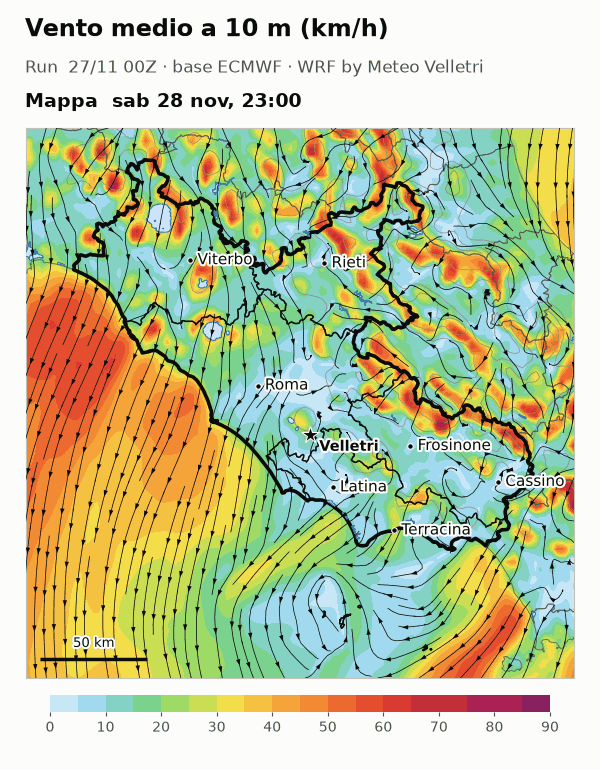 Vento medio a 10 m (km/h)
Run  27/11 00Z · base ECMWF · WRF by Meteo Velletri
Mappa  sab 28 nov, 23:00
Viterbo
Rieti
Roma
Velletri
Frosinone
Latina
Cassino
Terracina
50 km
0 10 20 30 40 50 60 70 80 90